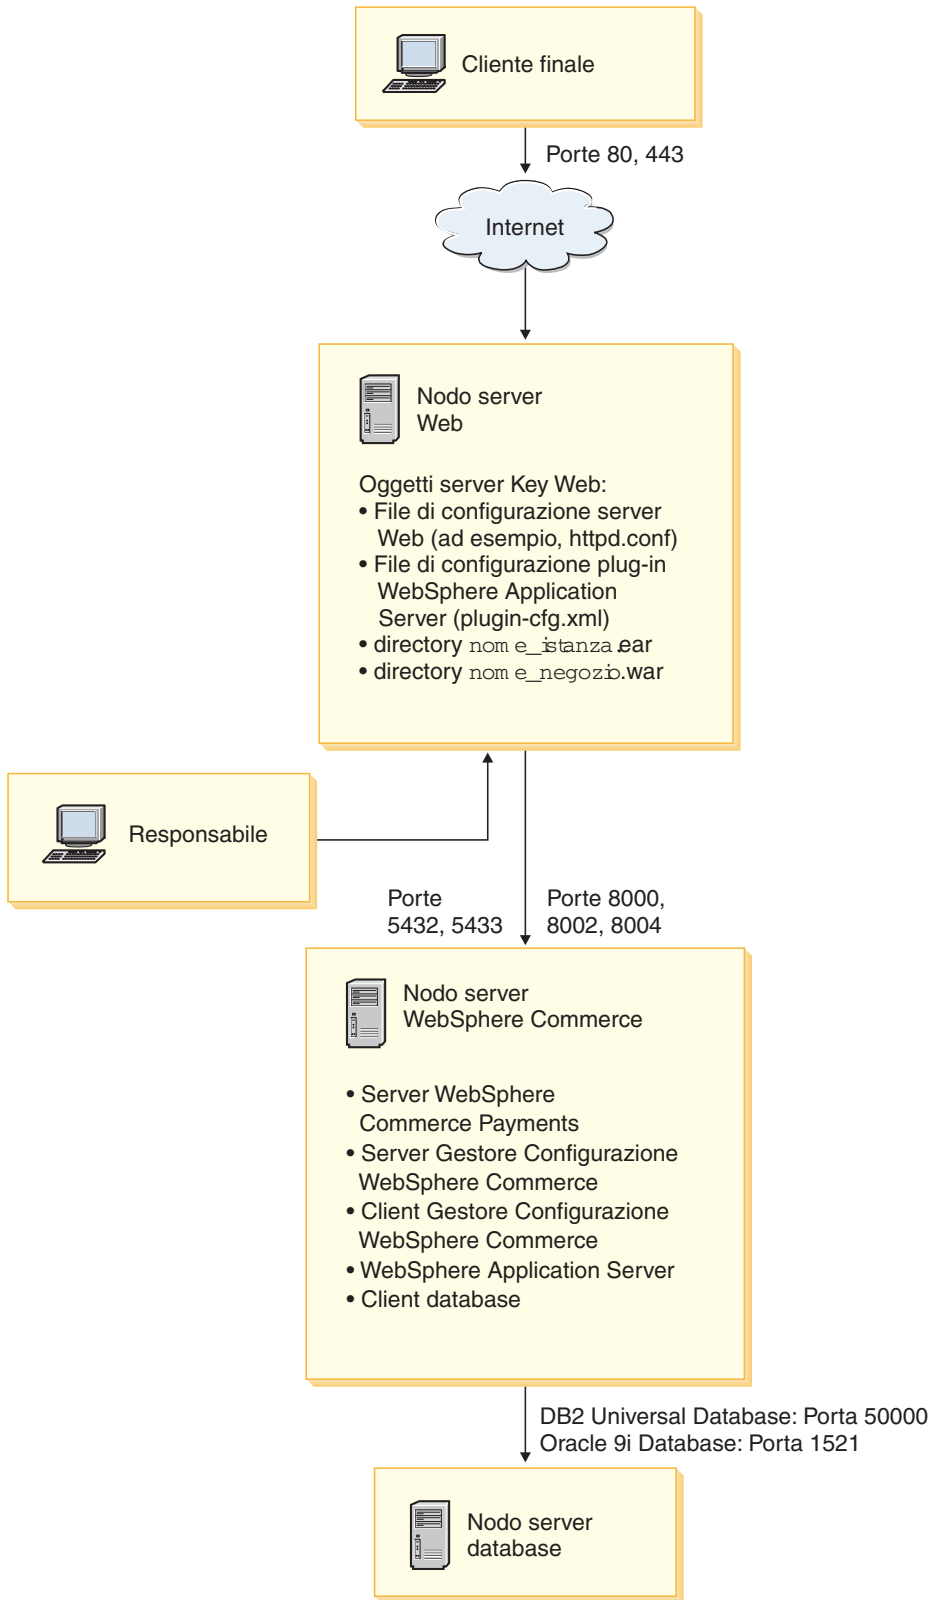 Cliente finale
Porte 80, 443
Internet
Nodo server
Web
Oggetti server Key Web:
• File di configurazione server
Web (ad esempio, httpd.conf)
• File di configurazione plug-in
WebSphere Application
Server (plugin-cfg.xml)
• directory nome_istanza.ear
• directory nome_negozio.war
Responsabile
Porte
5432, 5433
Porte 8000,
8002, 8004
Nodo server
WebSphere Commerce
• Server WebSphere
Commerce Payments
• Server Gestore Configurazione
WebSphere Commerce
• Client Gestore Configurazione
WebSphere Commerce
• WebSphere Application Server
• Client database
DB2 Universal Database: Porta 50000
Oracle 9i Database: Porta 1521
Nodo server
database